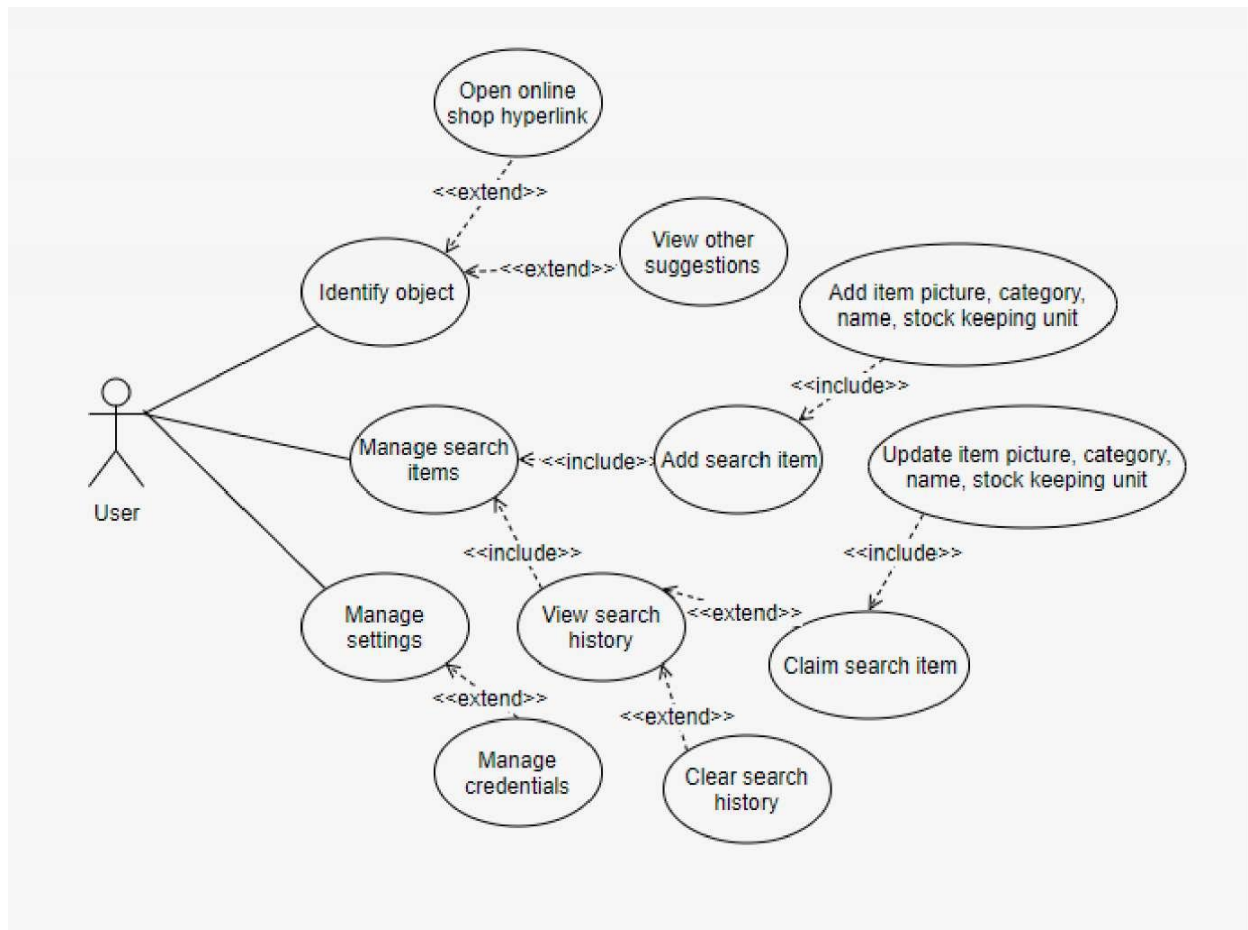 Open online
shop hyperlink
<<extend>>
View other
suggestions
<<extend>>
Identify object
Add item picture, category,
name, stock keeping unit
<<include>>
Manage search
items
<<include>>
Add search item
Update item picture, category,
name, stock keeping unit
User
<<include>>
<<include>>
Manage
settings
View search
history
<<extend>>
Claim search item
<<extend>>
<<extend>>
Manage
credentials
Clear search
history